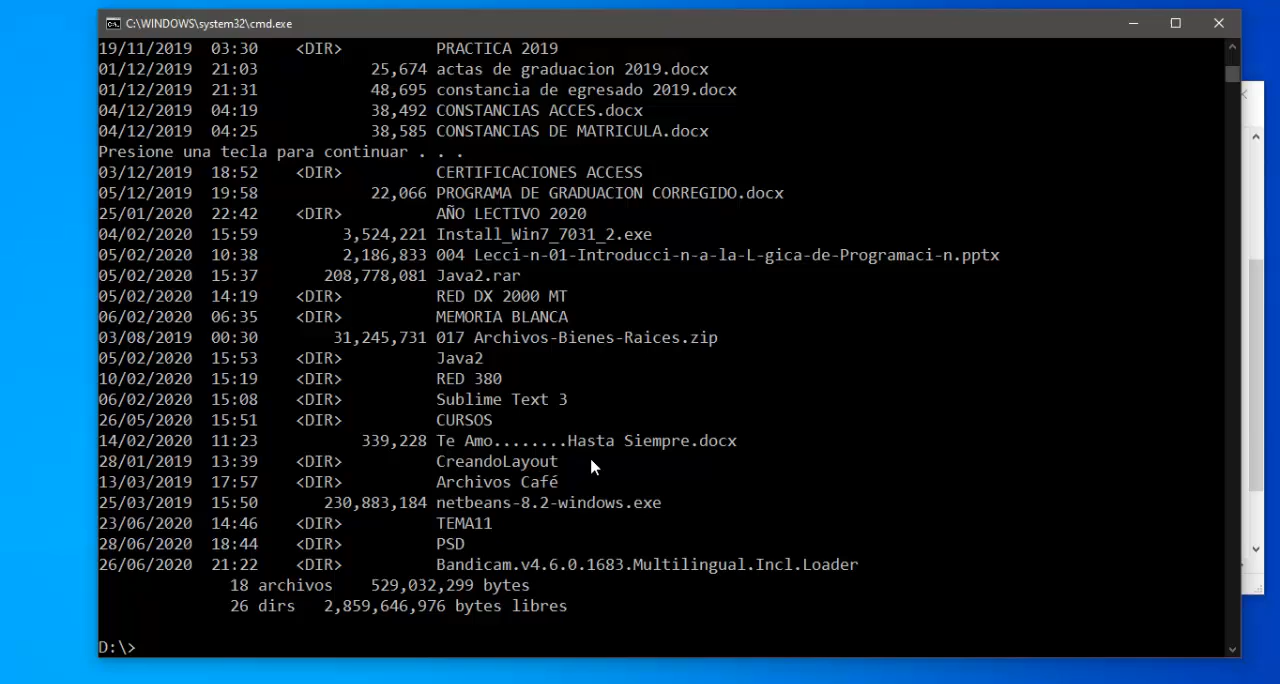 C:\WINDOWS\system32\cmd.exe
19/11/2019  03:30    <DIR>          PRACTICA 2019
01/12/2019  21:03            25,674 actas de graduacion 2019.docx
01/12/2019  21:31            48,695 constancia de egresado 2019.docx
04/12/2019  04:19            38,492 CONSTANCIAS ACCES.docx
04/12/2019  04:25            38,585 CONSTANCIAS DE MATRICULA.docx
Presione una tecla para continuar . . .
03/12/2019  18:52    <DIR>          CERTIFICACIONES ACCESS
05/12/2019  19:58            22,066 PROGRAMA DE GRADUACION CORREGIDO.docx
25/01/2020  22:42    <DIR>          AÑO LECTIVO 2020
04/02/2020  15:59         3,524,221 Install_Win7_7031_2.exe
05/02/2020  10:38         2,186,833 004 Lecci-n-01-Introducci-n-a-la-L-gica-de-Programaci-n.pptx
05/02/2020  15:37       208,778,081 Java2.rar
05/02/2020  14:19    <DIR>          RED DX 2000 MT
06/02/2020  06:35    <DIR>          MEMORIA BLANCA
03/08/2019  00:30        31,245,731 017 Archivos-Bienes-Raices.zip
05/02/2020  15:53    <DIR>          Java2
10/02/2020  15:19    <DIR>          RED 380
06/02/2020  15:08    <DIR>          Sublime Text 3
26/05/2020  15:51    <DIR>          CURSOS
14/02/2020  11:23           339,228 Te Amo........Hasta Siempre.docx
28/01/2019  13:39    <DIR>          CreandoLayout
13/03/2019  17:57    <DIR>          Archivos Café
25/03/2019  15:50       230,883,184 netbeans-8.2-windows.exe
23/06/2020  14:46    <DIR>          TEMA11
28/06/2020  18:44    <DIR>          PSD
26/06/2020  21:22    <DIR>          Bandicam.v4.6.0.1683.Multilingual.Incl.Loader
              18 archivos    529,032,299 bytes
              26 dirs   2,859,646,976 bytes libres
D:\>